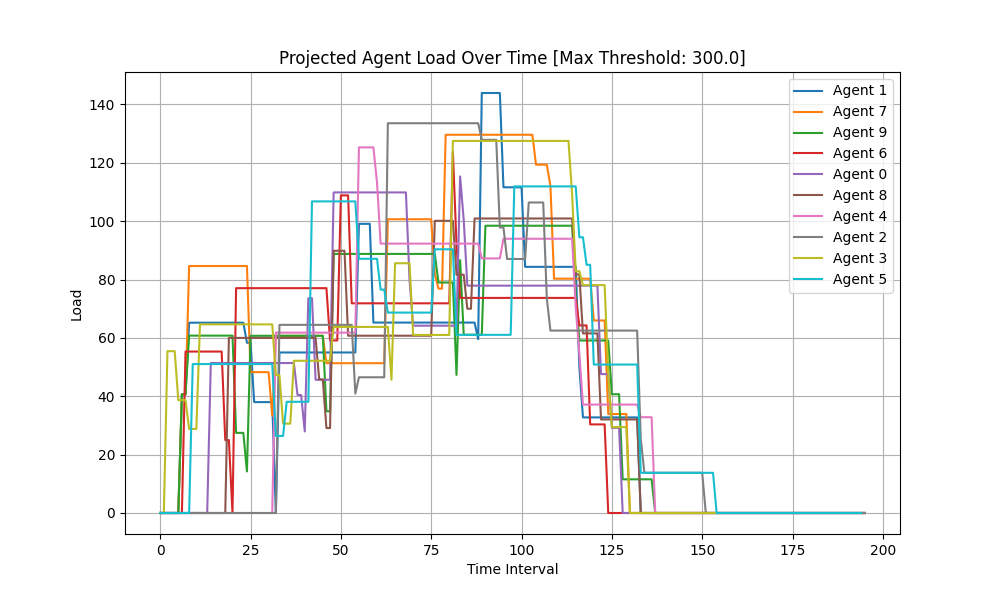 Projected Agent Load Over Time [Max Threshold: 300.0]
Load
140
120
100
80
60
40
20
0
0 25 50 75 100 125 150 175 200
Time Interval
Agent 1
Agent 7
Agent 9
Agent 6
Agent 0
Agent 8
Agent 4
Agent 2
Agent 3
Agent 5